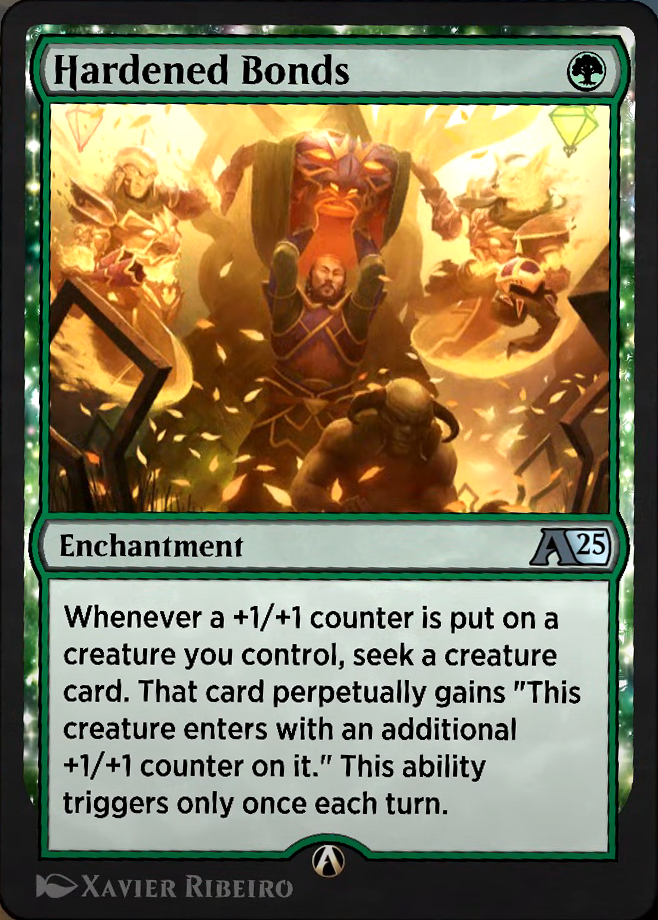 Hardened Bonds
Enchantment
A25
Whenever a +1/+1 counter is put on a
creature you control, seek a creature
card. That card perpetually gains "This
creature enters with an additional
+1/+1 counter on it." This ability
triggers only once each turn.
Xavier Ribeiro